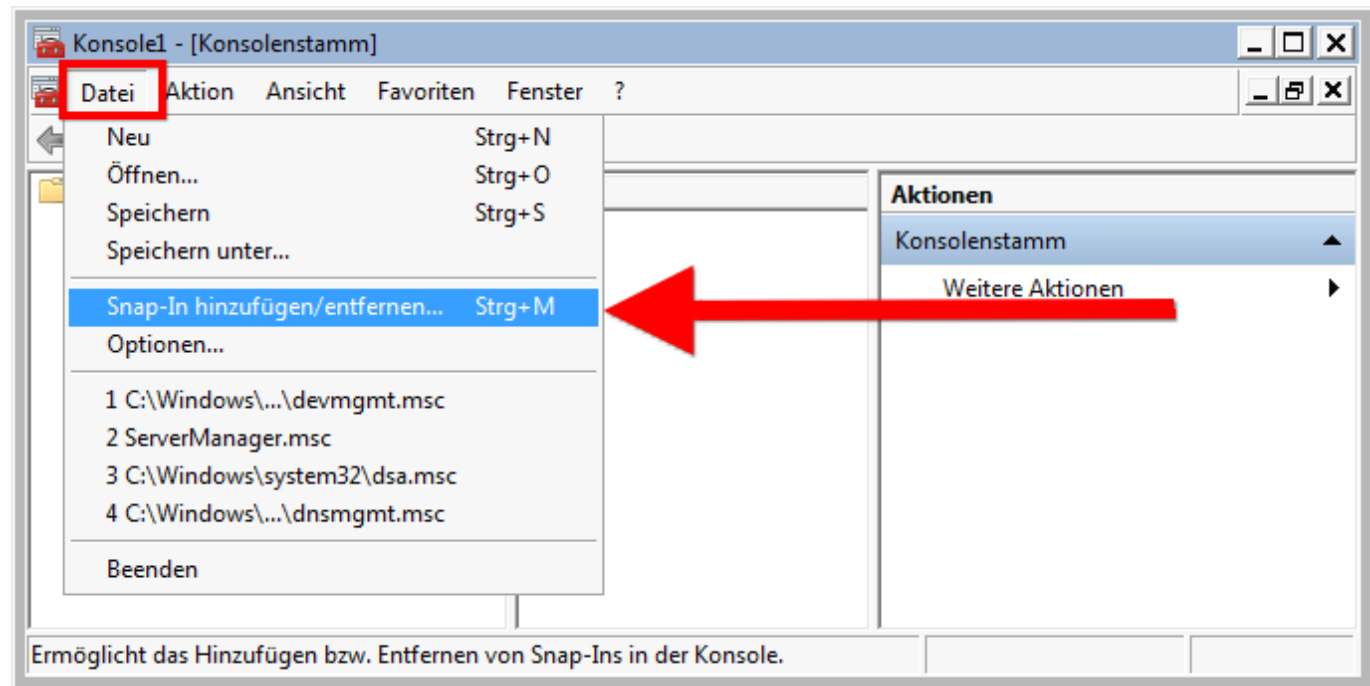 Konsole1 - [Konsolenstamm]
Datei Aktion Ansicht Favoriten Fenster ?
Neu Strg+N
Öffnen... Strg+O
Speichern Strg+S
Speichern unter...
Snap-In hinzufügen/entfernen... Strg+M
Optionen...
1 C:\Windows\...\devmgmt.msc
2 ServerManager.msc
3 C:\Windows\system32\dsa.msc
4 C:\Windows\...\dnsmgmt.msc
Beenden
Aktionen
Konsolenstamm
Weitere Aktionen
Ermöglicht das Hinzufügen bzw. Entfernen von Snap-Ins in der Konsole.